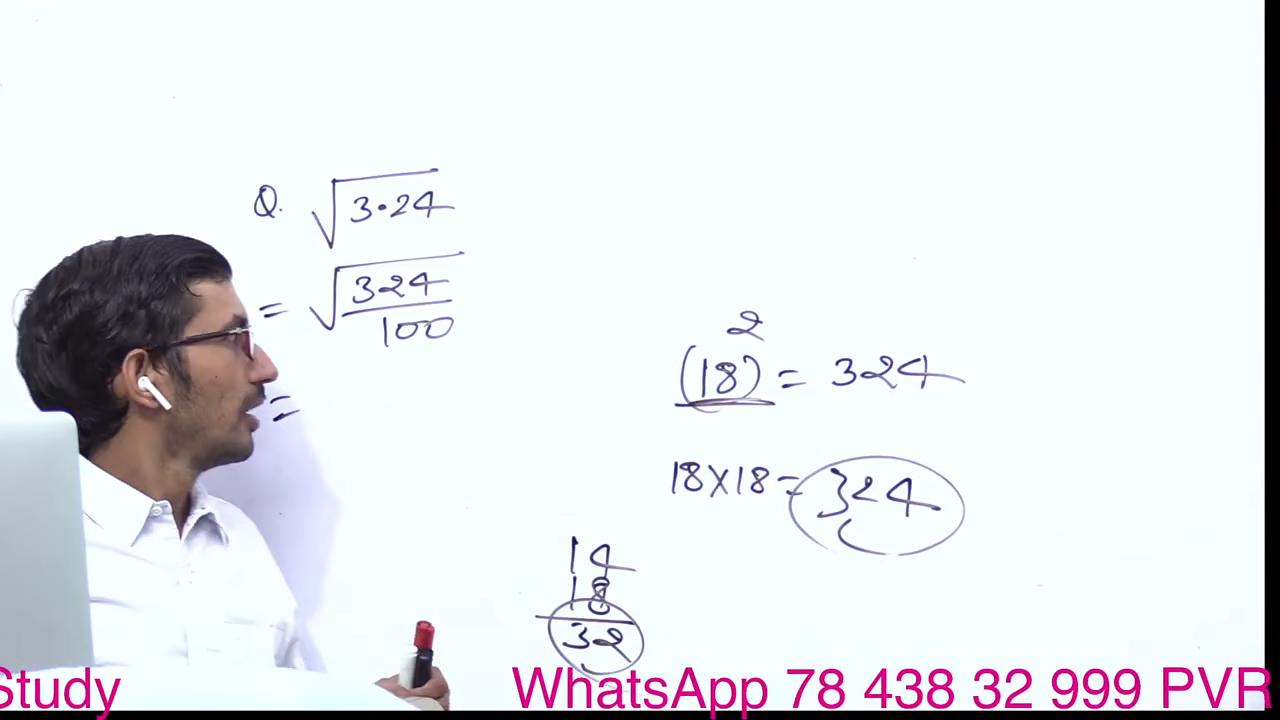 Q. √3·24
= √324/100
=
(18)² = 324
18×18 = 324
14
18
32
Study WhatsApp 78 438 32 999 PVR